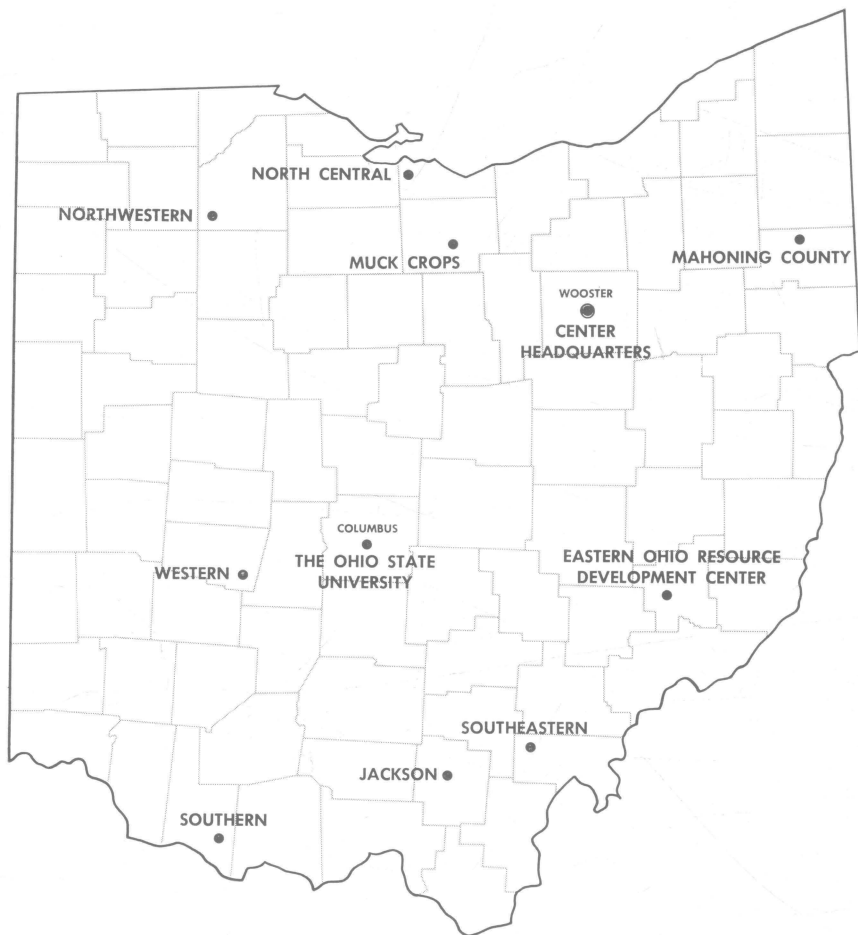 NORTH CENTRAL
NORTHWESTERN
MUCK CROPS
MAHONING COUNTY
WOOSTER
CENTER
HEADQUARTERS
COLUMBUS
THE OHIO STATE
UNIVERSITY
WESTERN
EASTERN OHIO RESOURCE
DEVELOPMENT CENTER
SOUTHEASTERN
JACKSON
SOUTHERN